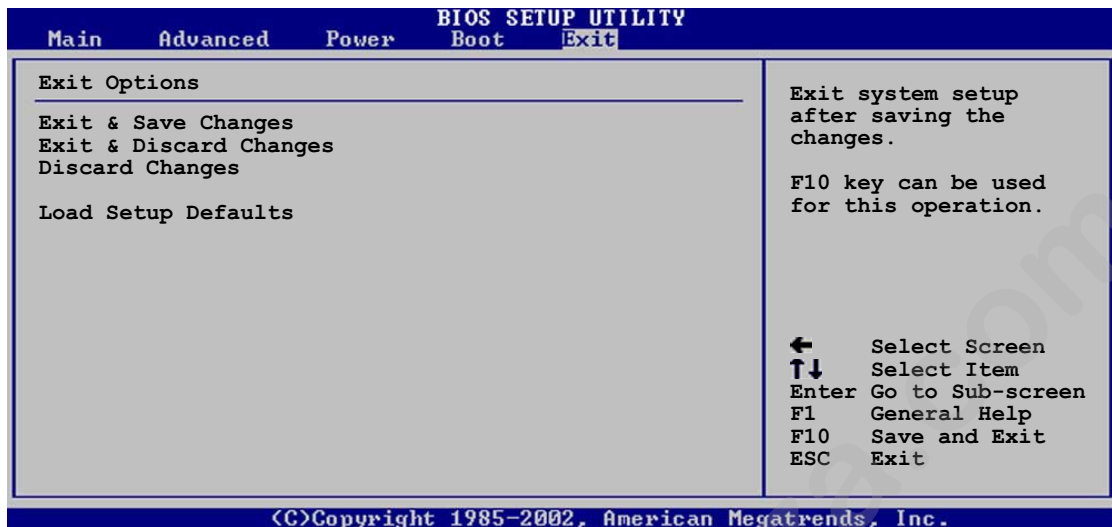 BIOS SETUP UTILITY
Main Advanced Power Boot Exit
Exit Options
Exit & Save Changes
Exit & Discard Changes
Discard Changes
Load Setup Defaults
Exit system setup
after saving the
changes.
F10 key can be used
for this operation.
← Select Screen
↑↓ Select Item
Enter Go to Sub-screen
F1 General Help
F10 Save and Exit
ESC Exit
(C)Copyright 1985-2002, American Megatrends, Inc.